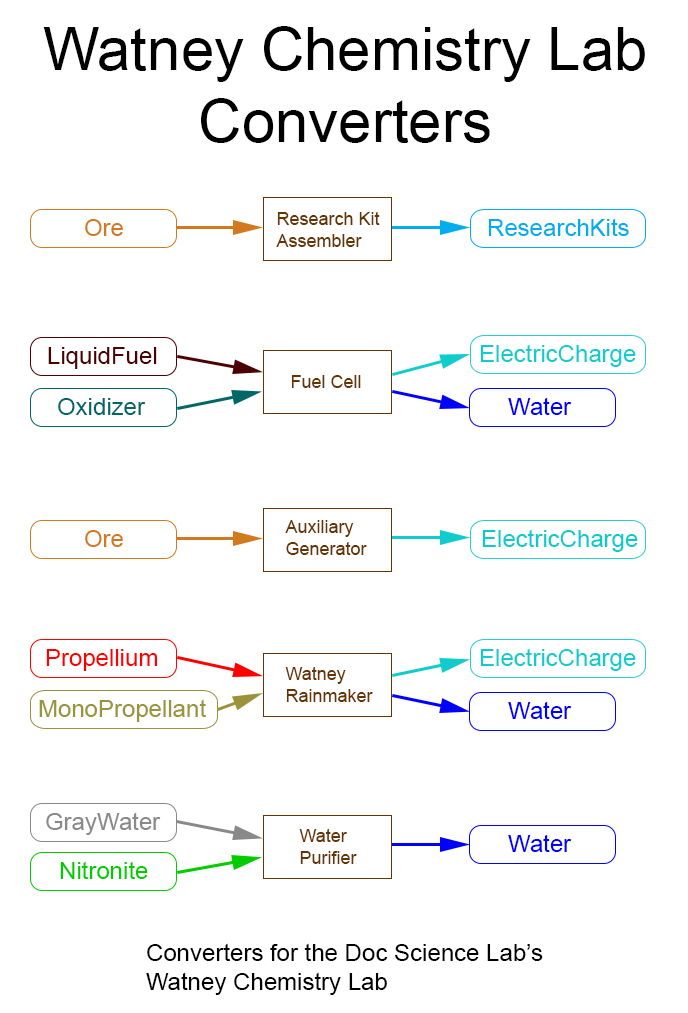 Watney Chemistry Lab
Converters
Ore
Research Kit
Assembler
ResearchKits
LiquidFuel
Oxidizer
Fuel Cell
ElectricCharge
Water
Ore
Auxiliary
Generator
ElectricCharge
Propellium
MonoPropellant
Watney
Rainmaker
ElectricCharge
Water
GrayWater
Nitronite
Water
Purifier
Water
Converters for the Doc Science Lab's
Watney Chemistry Lab